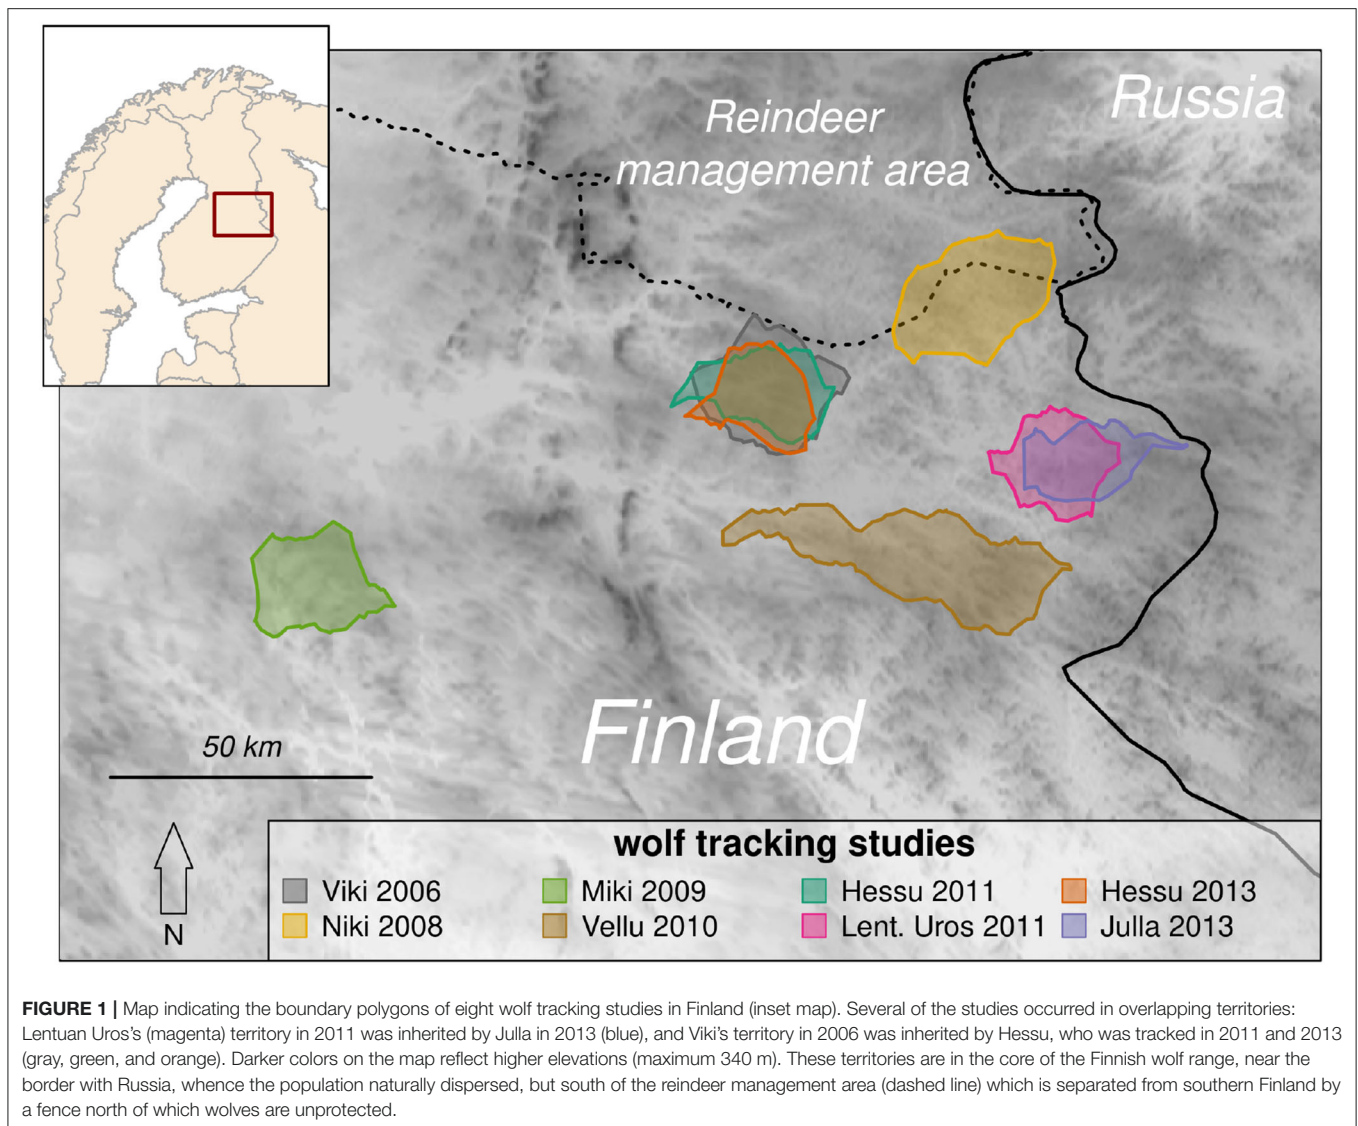 Russia
Reindeer
management area
Finland
50 km
N
wolf tracking studies
Viki 2006
Miki 2009
Hessu 2011
Hessu 2013
Niki 2008
Vellu 2010
Lent. Uros 2011
Julla 2013
FIGURE 1 | Map indicating the boundary polygons of eight wolf tracking studies in Finland (inset map). Several of the studies occurred in overlapping territories:
Lentuan Uros's (magenta) territory in 2011 was inherited by Julla in 2013 (blue), and Viki's territory in 2006 was inherited by Hessu, who was tracked in 2011 and 2013
(gray, green, and orange). Darker colors on the map reflect higher elevations (maximum 340 m). These territories are in the core of the Finnish wolf range, near the
border with Russia, whence the population naturally dispersed, but south of the reindeer management area (dashed line) which is separated from southern Finland by
a fence north of which wolves are unprotected.